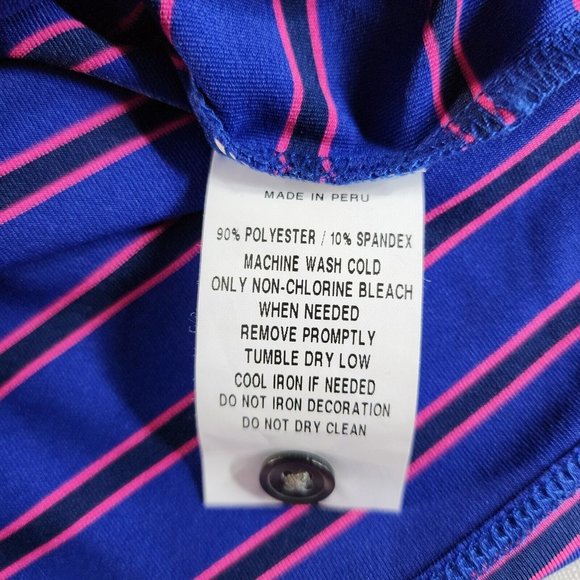 MADE IN PERU
90% POLYESTER / 10% SPANDEX
MACHINE WASH COLD
ONLY NON-CHLORINE BLEACH
WHEN NEEDED
REMOVE PROMPTLY
TUMBLE DRY LOW
COOL IRON IF NEEDED
DO NOT IRON DECORATION
DO NOT DRY CLEAN